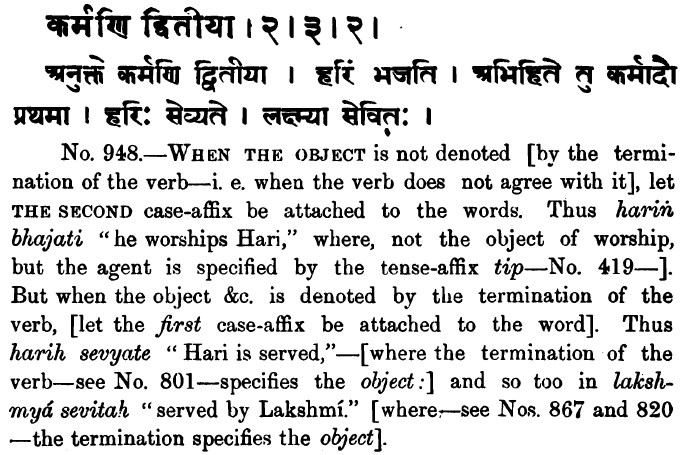 कर्मणि द्वितीया । २ । ३ । २ ।
अनुक्ते कर्मणि द्वितीया । हरिं भजति । अभिहिते तु कर्मादौ
प्रथमा । हरिः सेव्यते । लक्ष्म्या सेवितः ।
No. 948.—WHEN THE OBJECT is not denoted [by the termi-
nation of the verb—i. e. when the verb does not agree with it], let
THE SECOND case-affix be attached to the words. Thus hariṅ
bhajati “he worships Hari,” where, not the object of worship,
but the agent is specified by the tense-affix tip—No. 419—].
But when the object &c. is denoted by the termination of the
verb, [let the first case-affix be attached to the word]. Thus
harih sevyate “Hari is served,”—[where the termination of the
verb—see No. 801—specifies the object:] and so too in laksh-
myá sevitah “served by Lakshmí.” [where—see Nos. 867 and 820
—the termination specifies the object].